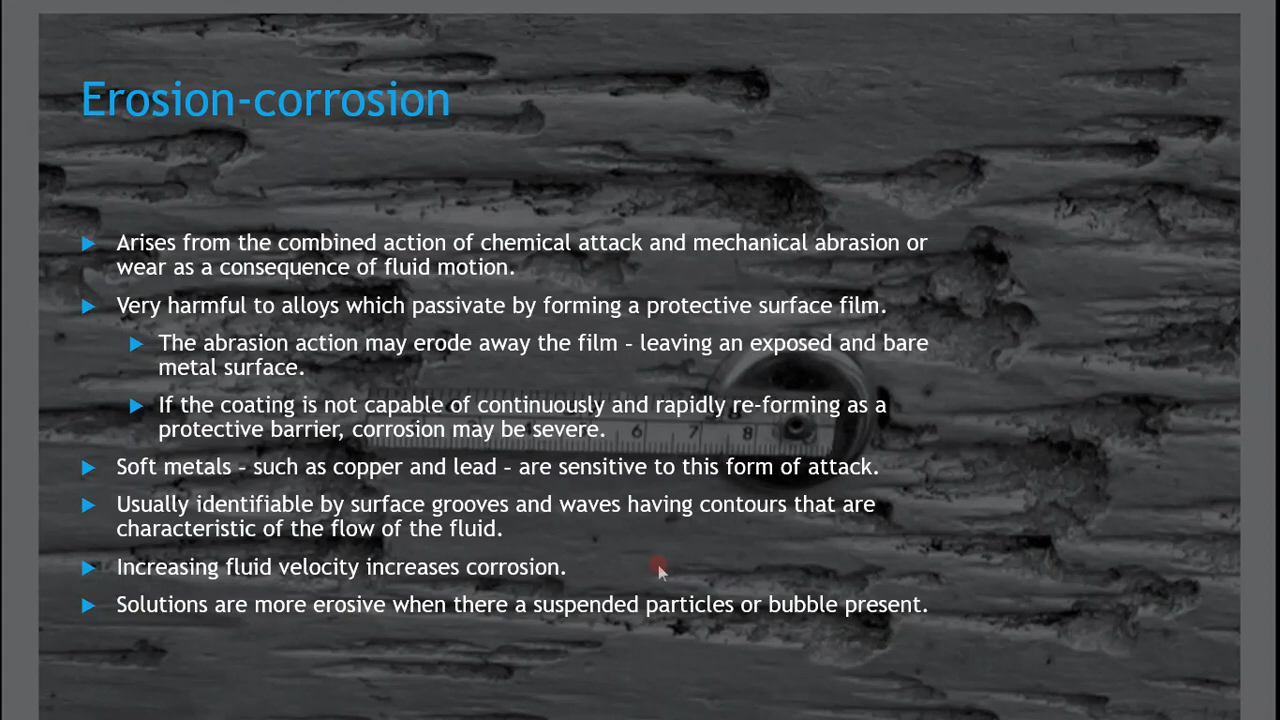 Erosion-corrosion
Arises from the combined action of chemical attack and mechanical abrasion or
wear as a consequence of fluid motion.
Very harmful to alloys which passivate by forming a protective surface film.
The abrasion action may erode away the film – leaving an exposed and bare
metal surface.
If the coating is not capable of continuously and rapidly re-forming as a
protective barrier, corrosion may be severe.
6 7 8
Soft metals – such as copper and lead – are sensitive to this form of attack.
Usually identifiable by surface grooves and waves having contours that are
characteristic of the flow of the fluid.
Increasing fluid velocity increases corrosion.
Solutions are more erosive when there a suspended particles or bubble present.